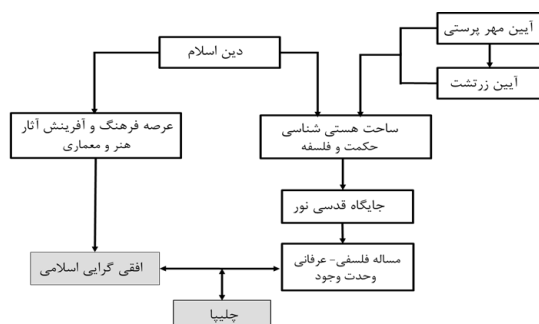 آیین مهر پرستی
دین اسلام
آیین زرتشت
عرصه فرهنگ و آفرینش آثار
هنر و معماری
ساحت هستی شناسی
حکمت و فلسفه
جایگاه قدسی نور
مساله فلسفی- عرفانی
وحدت وجود
افقی گرایی اسلامی
چلیپا